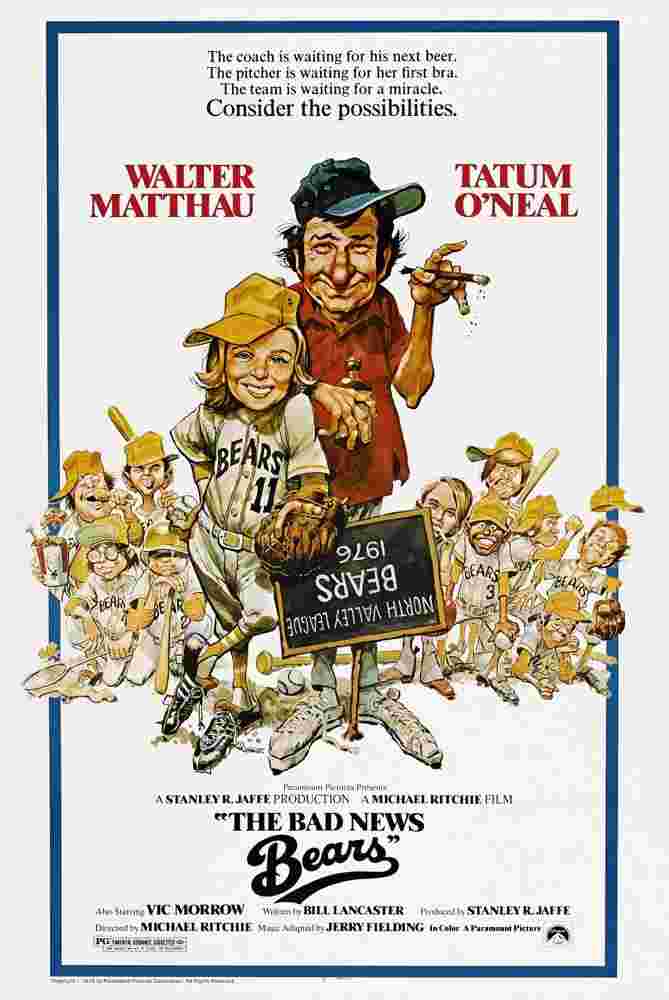 The coach is waiting for his next beer.
The pitcher is waiting for her first bra.
The team is waiting for a miracle.
Consider the possibilities.
WALTER
MATTHAU
TATUM
O'NEAL
BEARS
11
NORTH VALLEY LEAGUE
BEARS
1976
BEARS
3
BEARS
Paramount Pictures Presents
A STANLEY R. JAFFE PRODUCTION A MICHAEL RITCHIE FILM
"THE BAD NEWS
Bears"
Also Starring VIC MORROW Written by BILL LANCASTER Produced by STANLEY R. JAFFE
Directed by MICHAEL RITCHIE Music Adapted by JERRY FIELDING In Color A Paramount Picture
PG PARENTAL GUIDANCE SUGGESTED